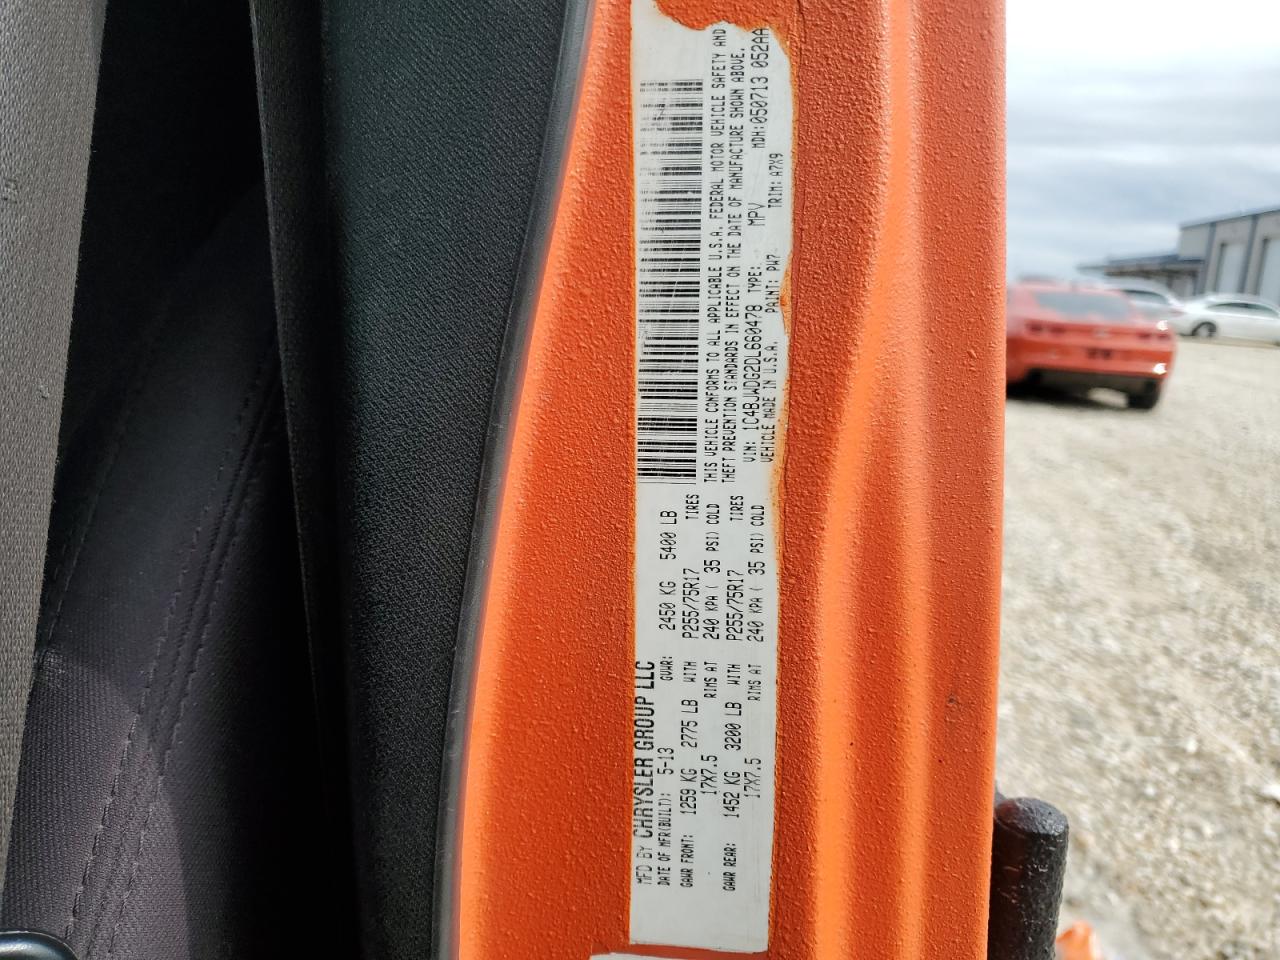 MFD BY CHRYSLER GROUP LLC
DATE OF MFR(BUILT): 5-13 GVWR: 2450 KG 5400 LB
GAWR FRONT: 1259 KG 2775 LB WITH P255/75R17 TIRES
17X7.5 RIMS AT 240 KPA ( 35 PSI) COLD
GAWR REAR: 1452 KG 3200 LB WITH P255/75R17 TIRES
17X7.5 RIMS AT 240 KPA ( 35 PSI) COLD
THIS VEHICLE CONFORMS TO ALL APPLICABLE U.S.A. FEDERAL MOTOR VEHICLE SAFETY AND
THEFT PREVENTION STANDARDS IN EFFECT ON THE DATE OF MANUFACTURE SHOWN ABOVE.
VIN: 1C4BJWDG2DL660478 TYPE: MPV MDH:050713 052AA
VEHICLE MADE IN U.S.A. PAINT: PW7 TRIM: A7X9